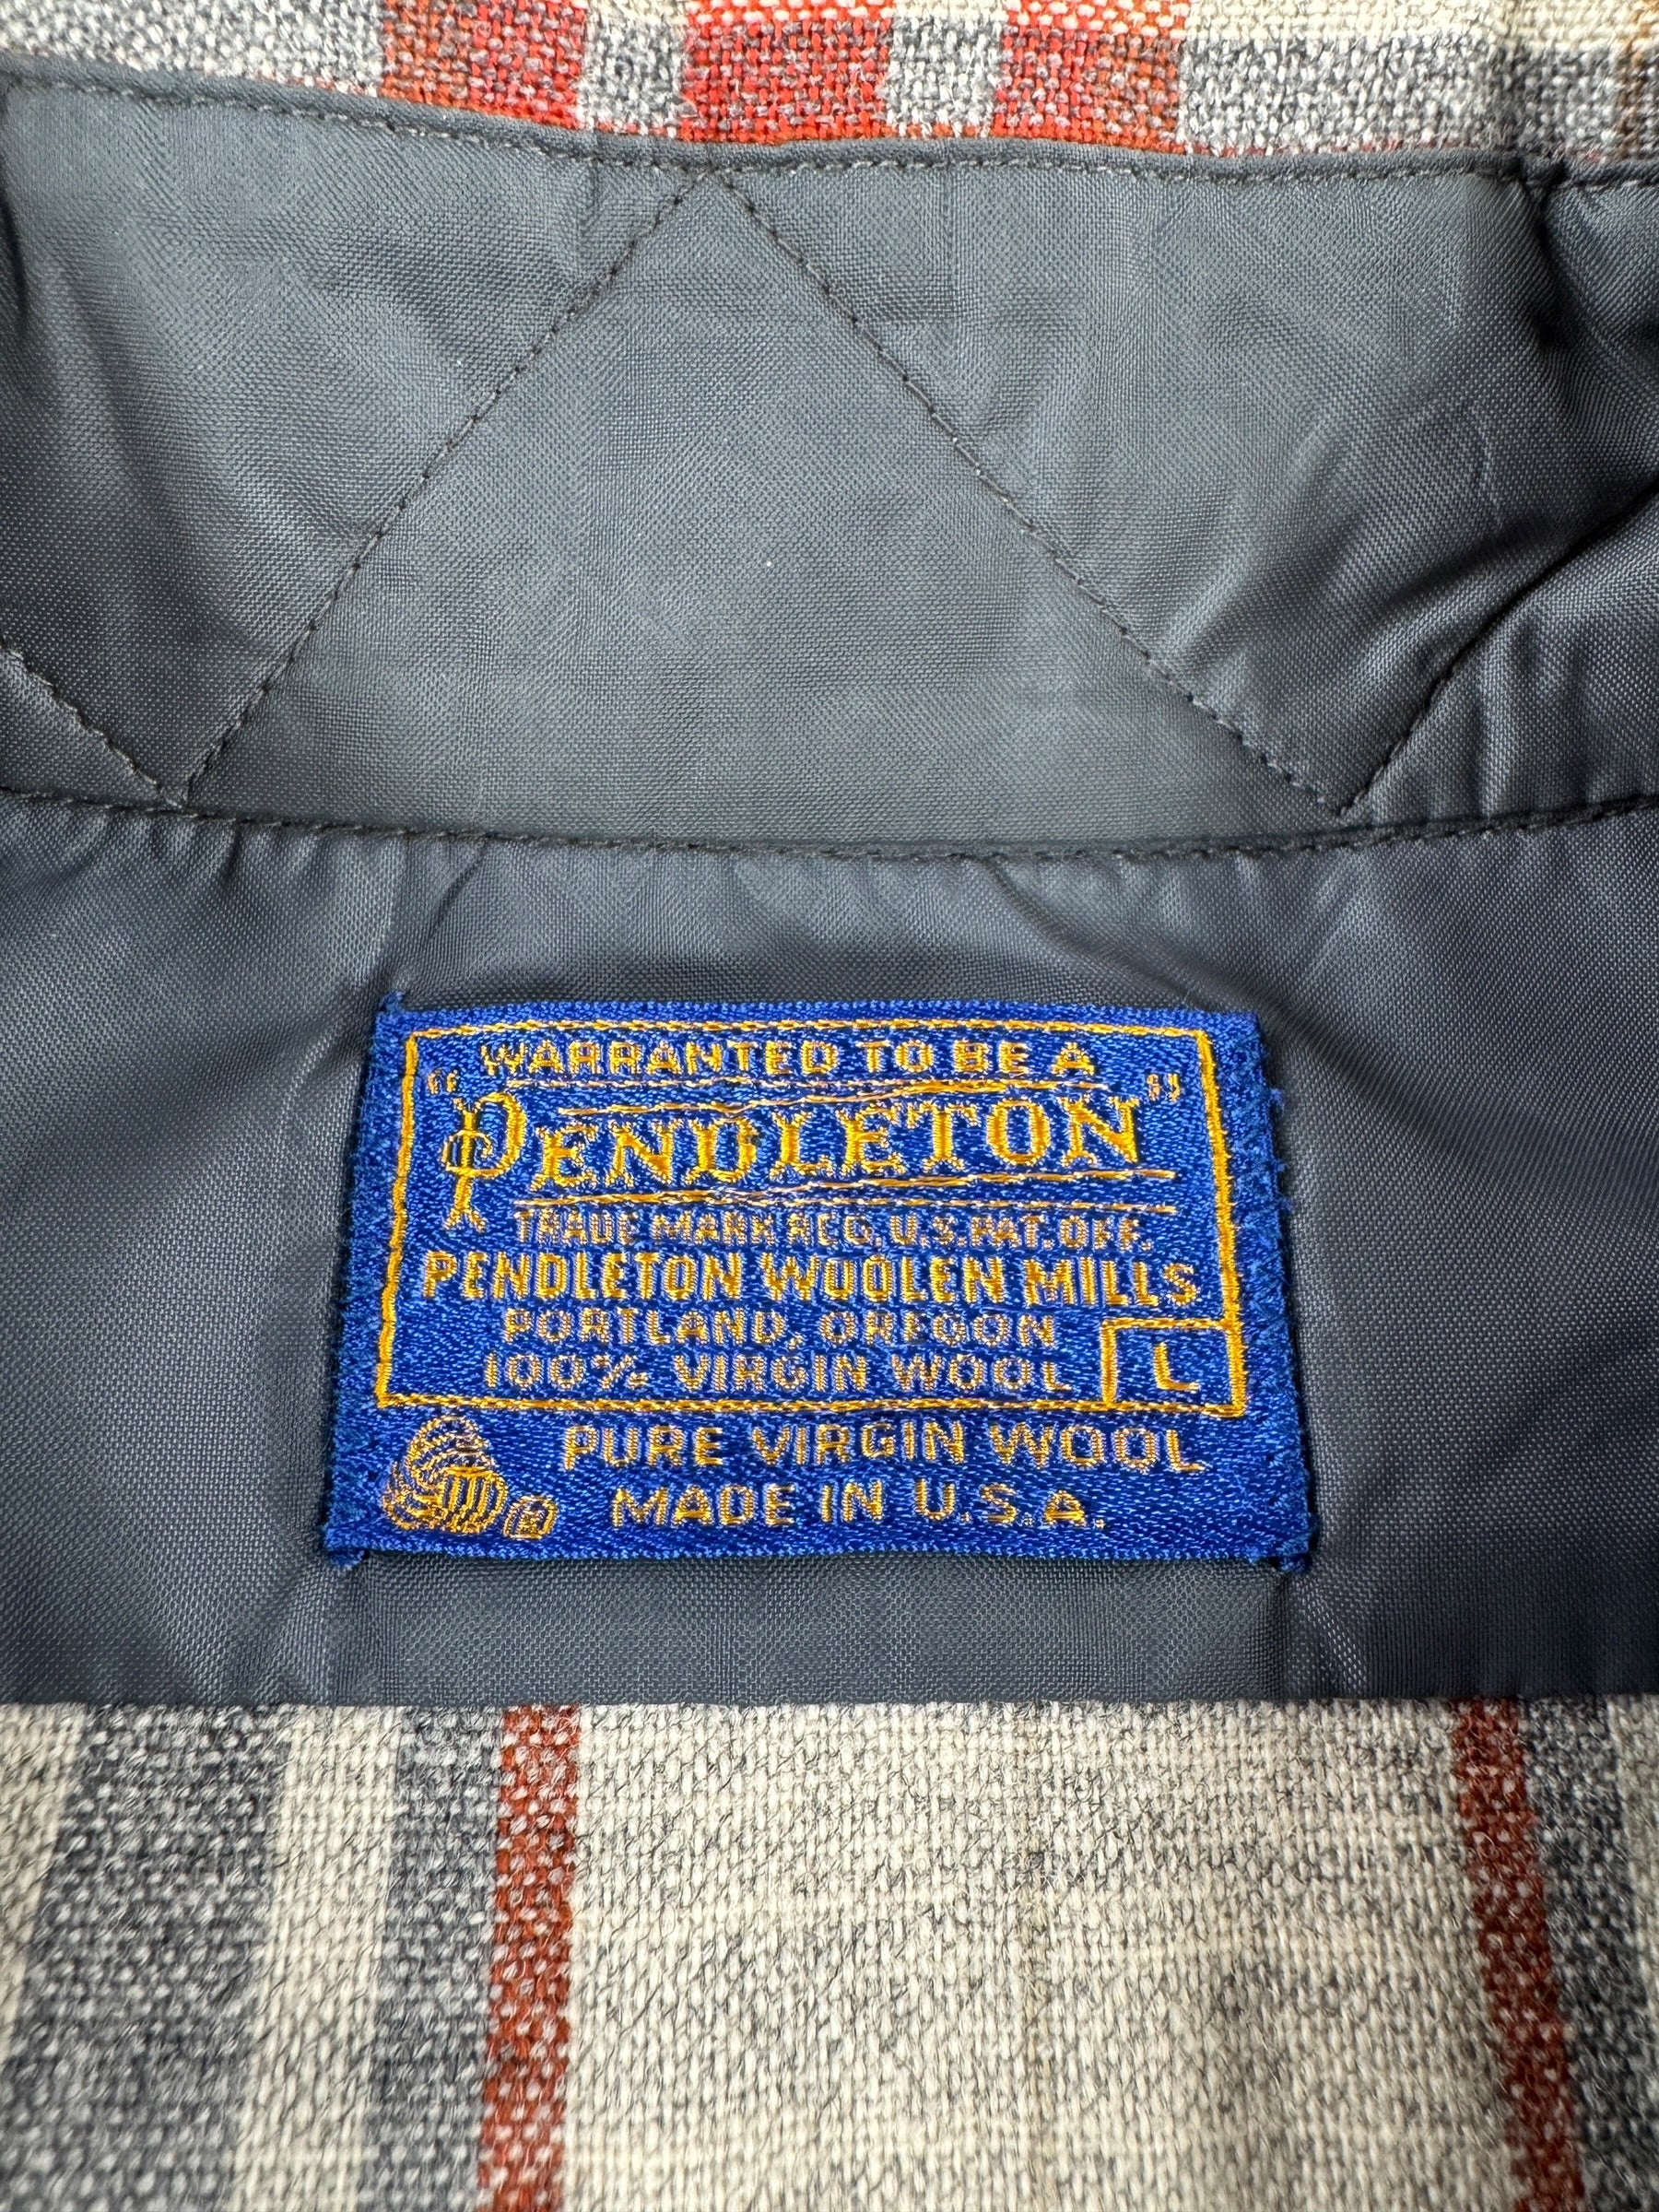 WARRANTED TO BE A
"PENDLETON"
TRADE MARK REG. U.S. PAT. OFF.
PENDLETON WOOLEN MILLS
PORTLAND, OREGON
100% VIRGIN WOOL L
PURE VIRGIN WOOL
MADE IN U.S.A.